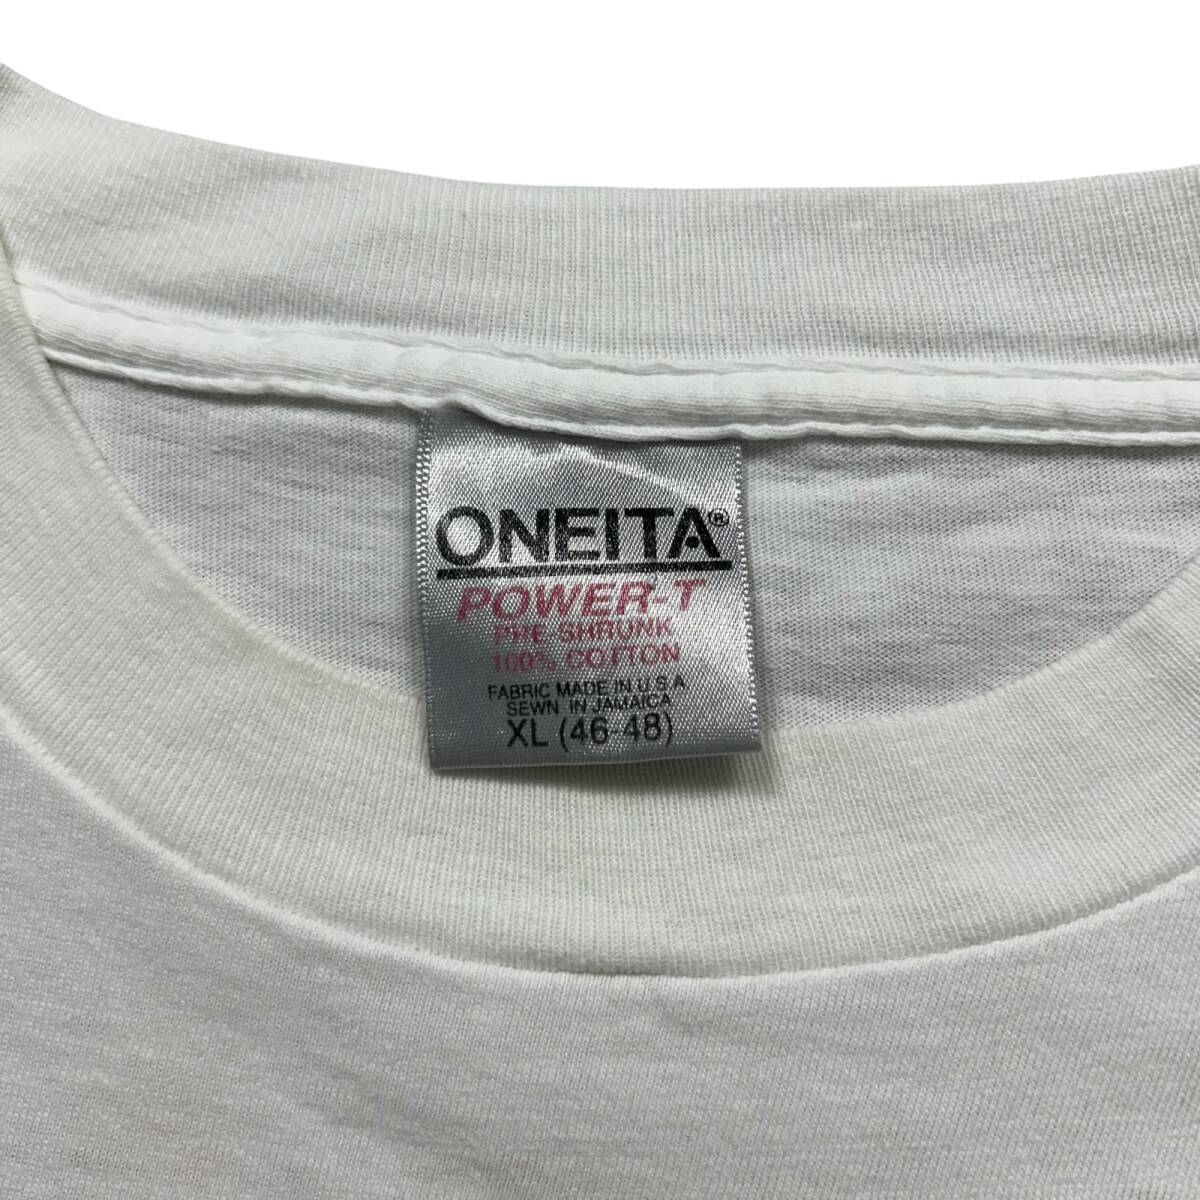 ONEITA®
POWER-T
PRE-SHRUNK
100% COTTON
FABRIC MADE IN U.S.A
SEWN IN JAMAICA
XL (46-48)